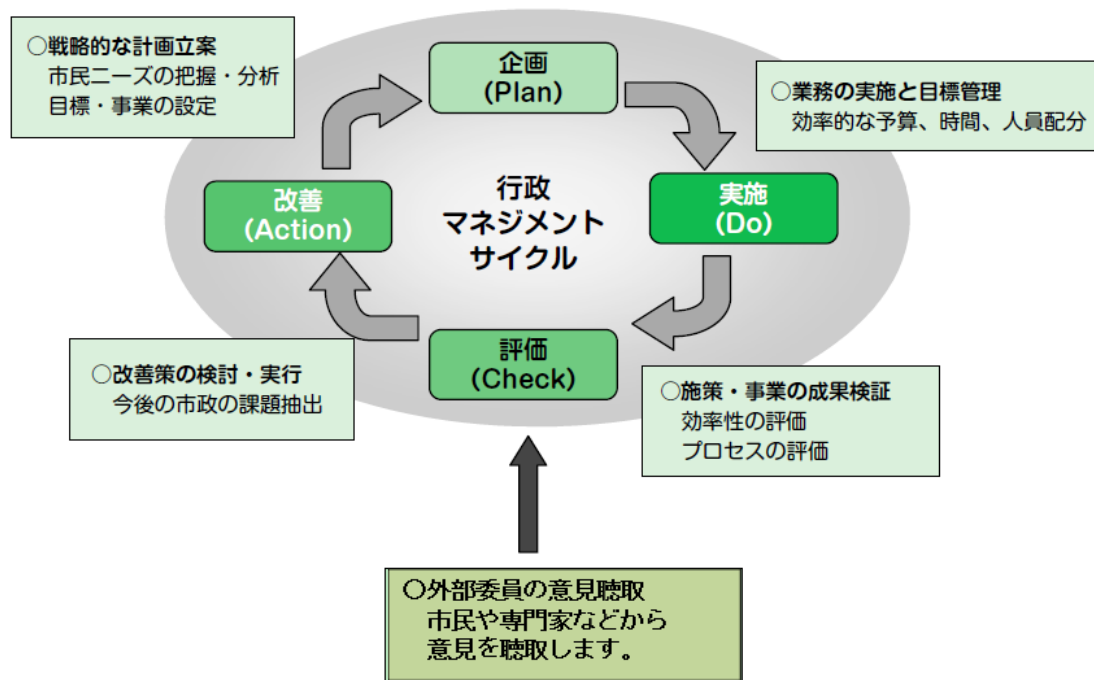 ○戦略的な計画立案
市民ニーズの把握・分析
目標・事業の設定
企画
(Plan)
○業務の実施と目標管理
効率的な予算、時間、人員配分
改善
(Action)
行政
マネジメント
サイクル
実施
(Do)
評価
(Check)
○改善策の検討・実行
今後の市政の課題抽出
○施策・事業の成果検証
効率性の評価
プロセスの評価
○外部委員の意見聴取
市民や専門家などから
意見を聴取します。